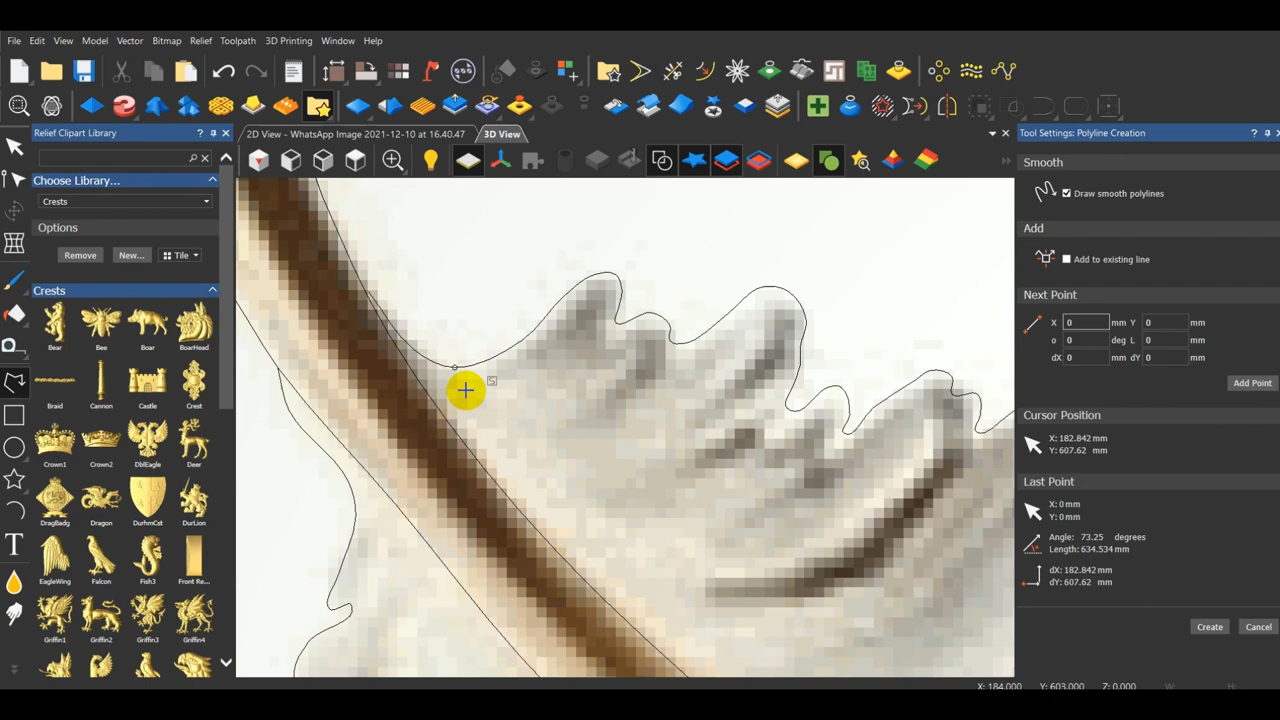 File Edit View Model Vector Bitmap Relief Toolpath 3D Printing Window Help
Relief Clipart Library
2D View - WhatsApp Image 2021-12-10 at 16.40.47
3D View
Tool Settings: Polyline Creation
Choose Library...
Crests
Options
Remove New... Tile
Crests
Bear Bee Boar BoarHead
Braid Cannon Castle Crest
Crown1 Crown2 DblEagle Deer
DragBadg Dragon DurhmCst DurLion
EagleWing Falcon Fish3 Front Re...
Griffin1 Griffin2 Griffin3 Griffin4
S
Smooth
Draw smooth polylines
Add
Add to existing line
Next Point
X 0 mm Y 0 mm
o 0 deg L 0 mm
dX 0 mm dY 0 mm
Add Point
Cursor Position
X: 182.842 mm
Y: 607.62 mm
Last Point
X: 0 mm
Y: 0 mm
Angle: 73.25 degrees
Length: 634.534 mm
dX: 182.842 mm
dY: 607.62 mm
Create Cancel
X: 184.000 Y: 603.000 Z: 0.000 W: H: